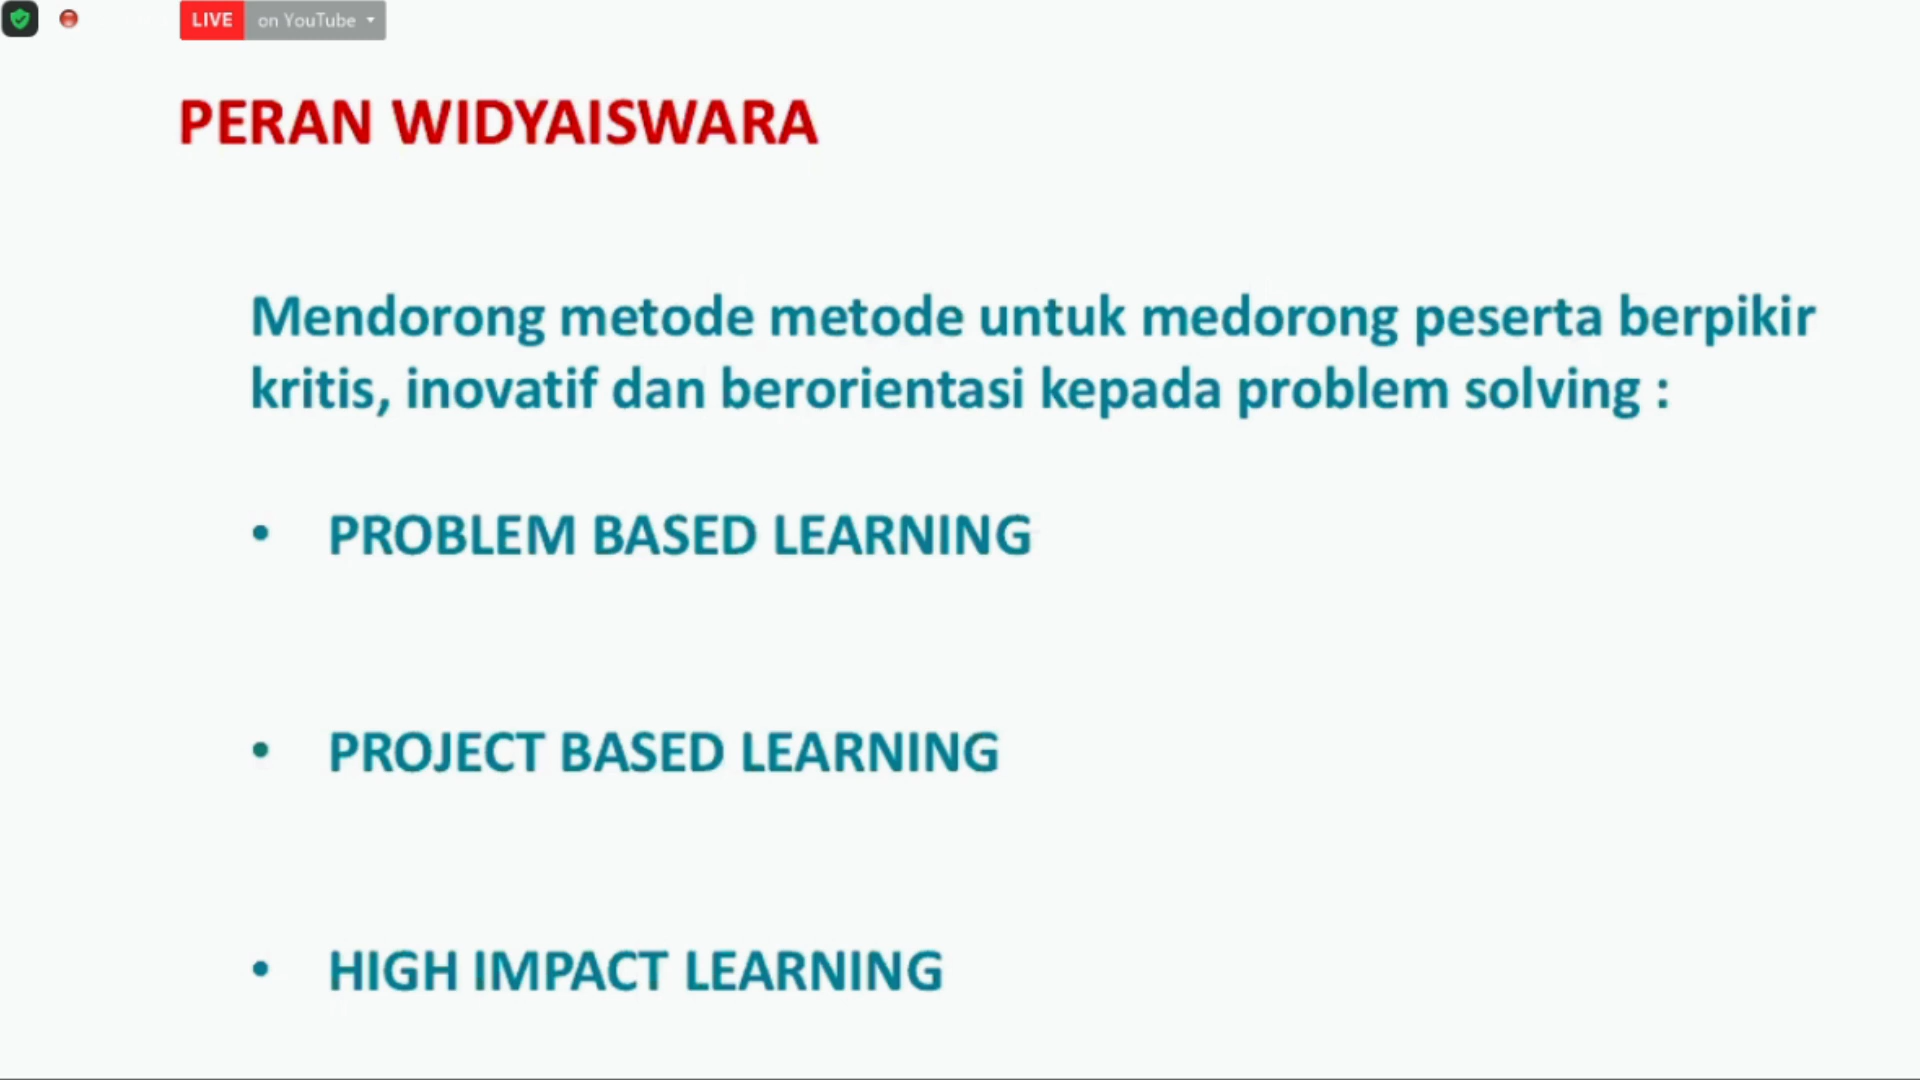 LIVE on YouTube
PERAN WIDYAISWARA
Mendorong metode metode untuk medorong peserta berpikir
kritis, inovatif dan berorientasi kepada problem solving :
• PROBLEM BASED LEARNING
• PROJECT BASED LEARNING
• HIGH IMPACT LEARNING